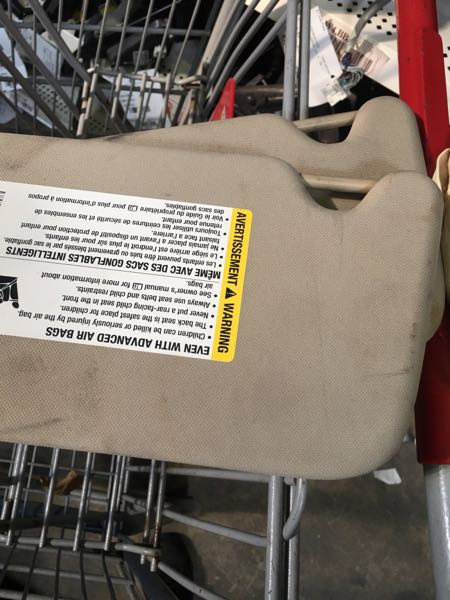 WARNING
AVERTISSEMENT
EVEN WITH ADVANCED AIR BAGS
• Children can be killed or seriously injured by the air bag.
• The back seat is the safest place for children.
• Never put a rear-facing child seat in the front.
• Always use seat belts and child restraints.
• See owner's manual for more information about
air bags.
MÊME AVEC DES SACS GONFLABLES INTELLIGENTS
• Les enfants peuvent être tués ou gravement blessés par le sac gonflable.
• Le siège arrière est l'endroit le plus sûr pour les enfants.
• Ne jamais placer à l'avant un dispositif de protection pour enfant
faisant face à l'arrière.
• Toujours utiliser les ceintures de sécurité et les ensembles de
retenue pour enfant.
• Voir le Guide du propriétaire pour plus d'information à propos
des sacs gonflables.